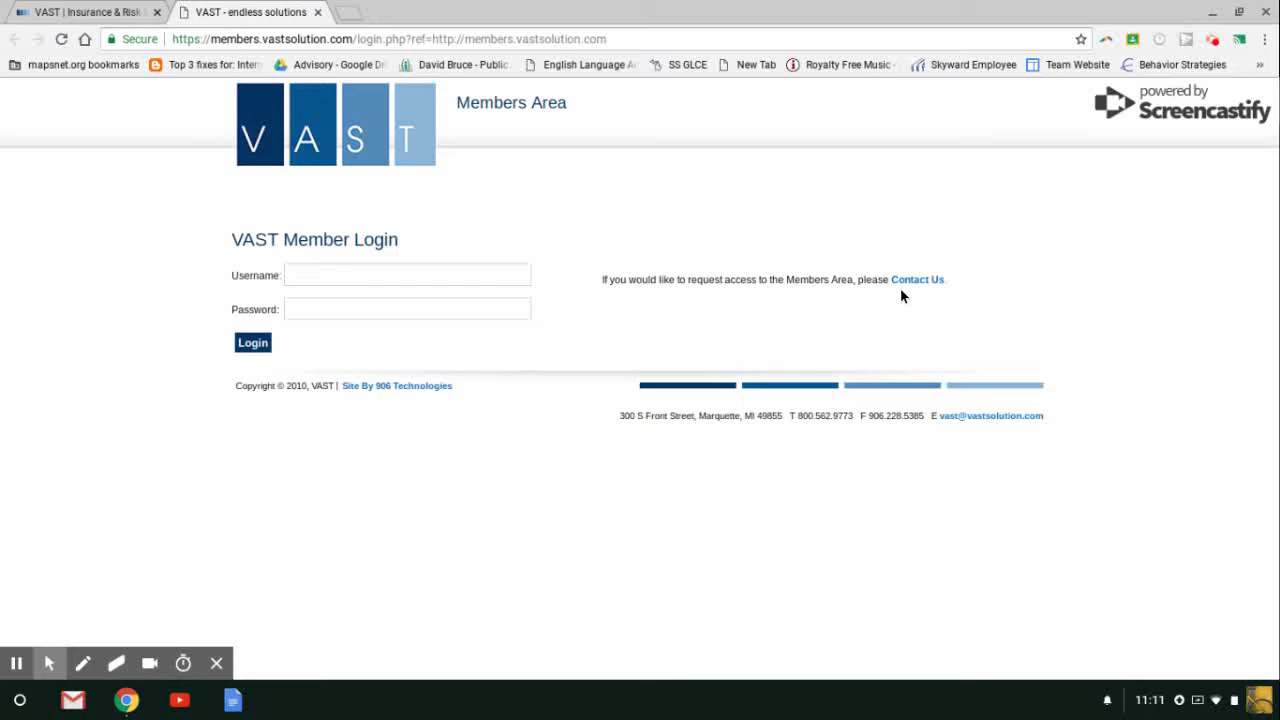 VAST | Insurance & Risk
VAST - endless solutions
Secure https://members.vastsolution.com/login.php?ref=http://members.vastsolution.com
mapsnet.org bookmarks Top 3 fixes for: Inter Advisory - Google Dri David Bruce - Public English Language A SS GLCE New Tab Royalty Free Music - Skyward Employee Team Website Behavior Strategies »
VAST
Members Area
powered by
Screencastify
VAST Member Login
Username:
If you would like to request access to the Members Area, please Contact Us.
Password:
Login
Copyright © 2010, VAST | Site By 906 Technologies
300 S Front Street, Marquette, MI 49855 T 800.562.9773 F 906.228.5385 E vast@vastsolution.com
11:11